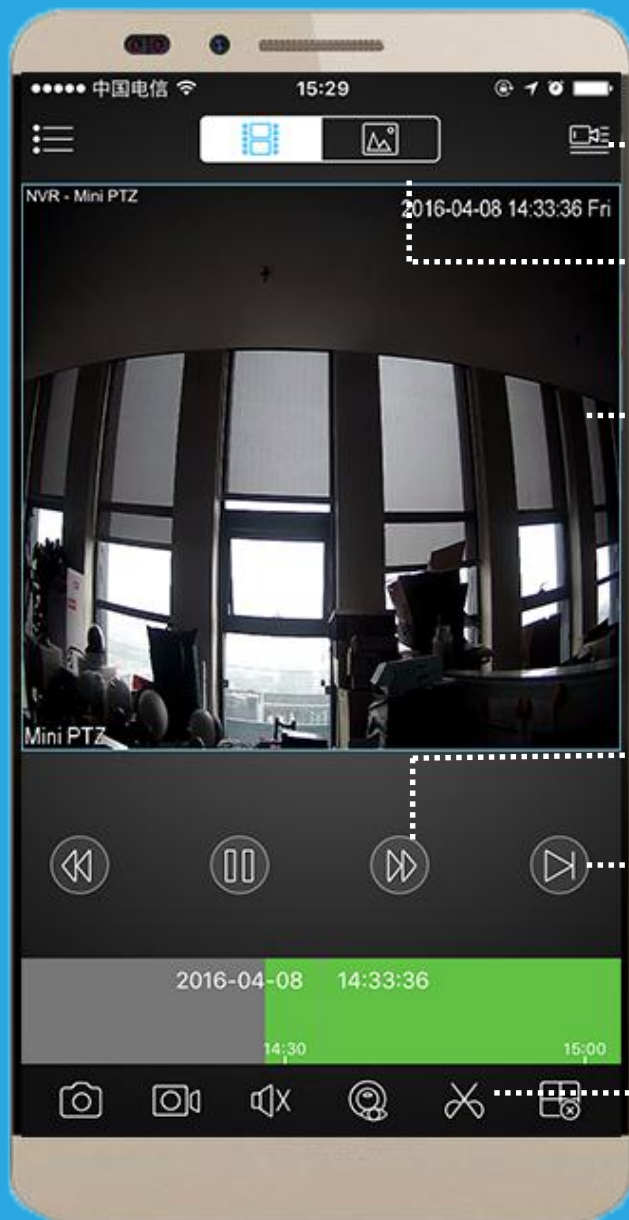 中国电信 15:29
NVR - Mini PTZ
2016-04-08 14:33:36 Fri
Mini PTZ
2016-04-08 14:33:36
14:30 15:00